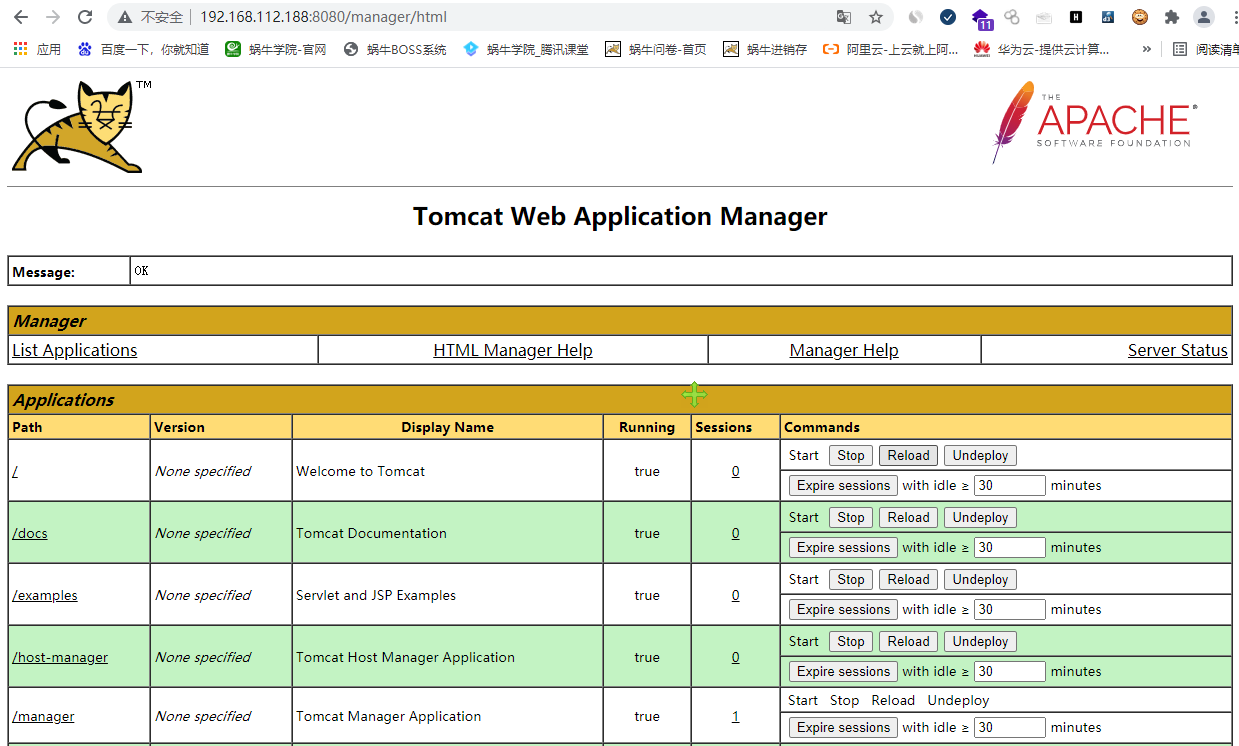 不安全 192.168.112.188:8080/manager/html
11
应用 百度一下，你就知道 蜗牛学院-官网 蜗牛BOSS系统 蜗牛学院_腾讯课堂 蜗牛问卷-首页 蜗牛进销存 阿里云-上云就上阿... 华为云-提供云计算... » 阅读清单
TM
THE
APACHE®
SOFTWARE FOUNDATION
Tomcat Web Application Manager
Message: OK
Manager
List Applications HTML Manager Help Manager Help Server Status
Applications
Path Version Display Name Running Sessions Commands
/ None specified Welcome to Tomcat true 0 Start Stop Reload Undeploy
Expire sessions with idle ≥ 30 minutes
/docs None specified Tomcat Documentation true 0 Start Stop Reload Undeploy
Expire sessions with idle ≥ 30 minutes
/examples None specified Servlet and JSP Examples true 0 Start Stop Reload Undeploy
Expire sessions with idle ≥ 30 minutes
/host-manager None specified Tomcat Host Manager Application true 0 Start Stop Reload Undeploy
Expire sessions with idle ≥ 30 minutes
/manager None specified Tomcat Manager Application true 1 Start Stop Reload Undeploy
Expire sessions with idle ≥ 30 minutes